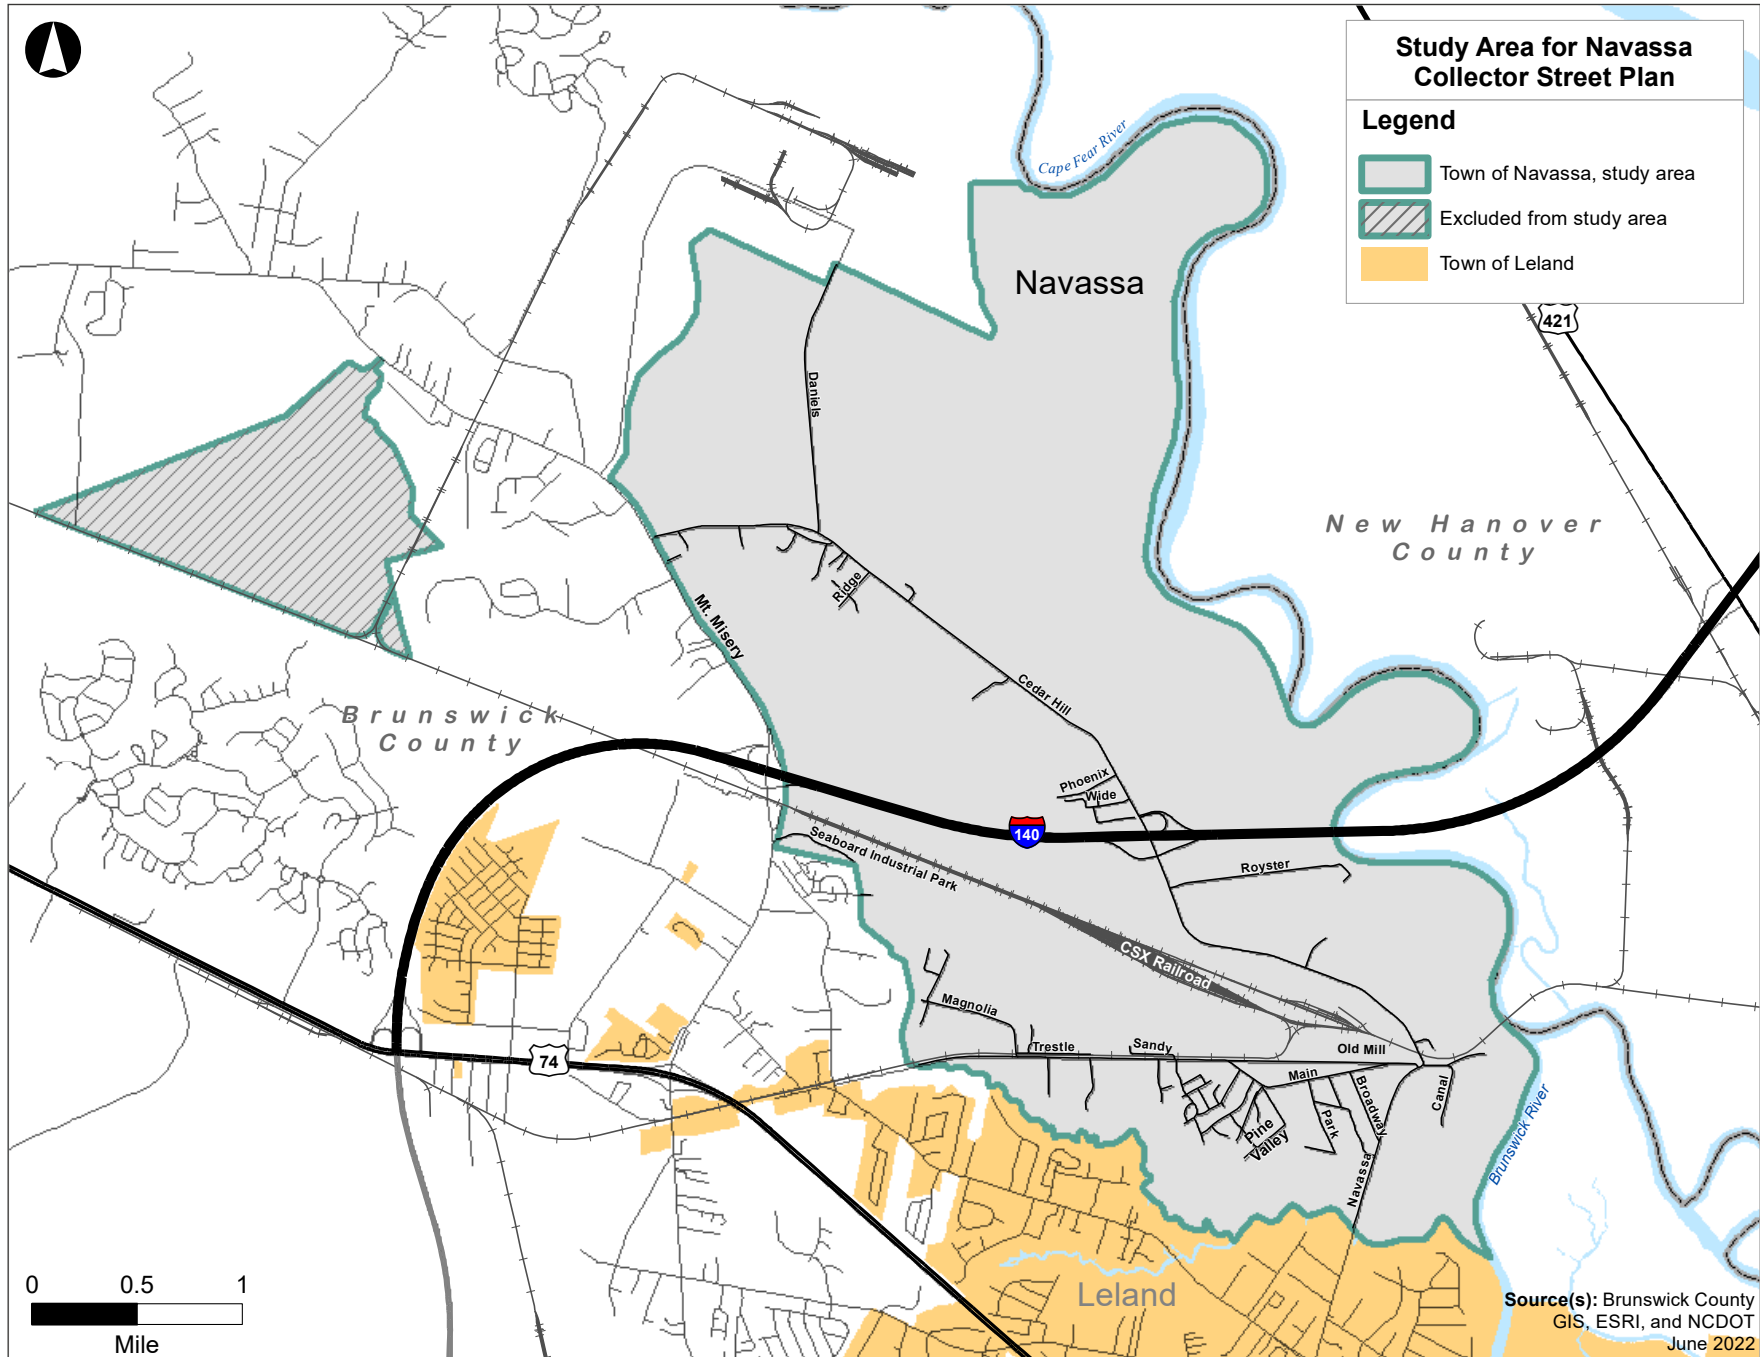 Study Area for Navassa
Collector Street Plan
Legend
Town of Navassa, study area
Excluded from study area
Town of Leland
Cape Fear River
Navassa
421
Daniels
New Hanover
County
Ridge
Mt. Misery
Cedar Hill
Brunswick
County
Phoenix
Wide
140
Seaboard Industrial Park
Royster
CSX Railroad
Magnolia
Trestle
Sandy
Old Mill
74
Main
Broadway
Canal
Park
Pine
Valley
Navassa
Brunswick River
Leland
0 0.5 1
Mile
Source(s): Brunswick County
GIS, ESRI, and NCDOT
June 2022